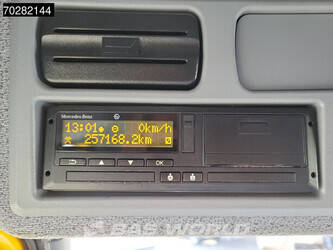 70282144
Mercedes-Benz
13:01 0km/h
257168.2km
OK
BAS WORLD